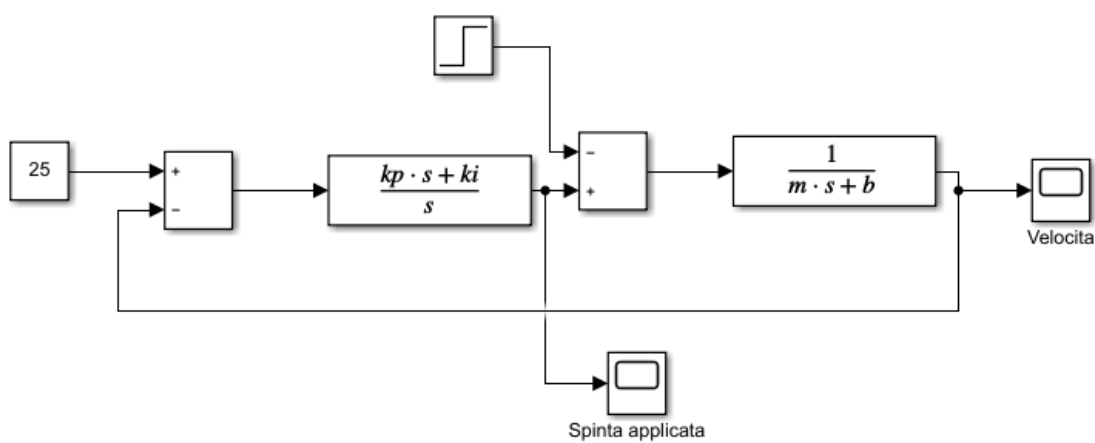 25
+
−
kp · s + ki
s
−
+
1
m · s + b
Velocita
Spinta applicata